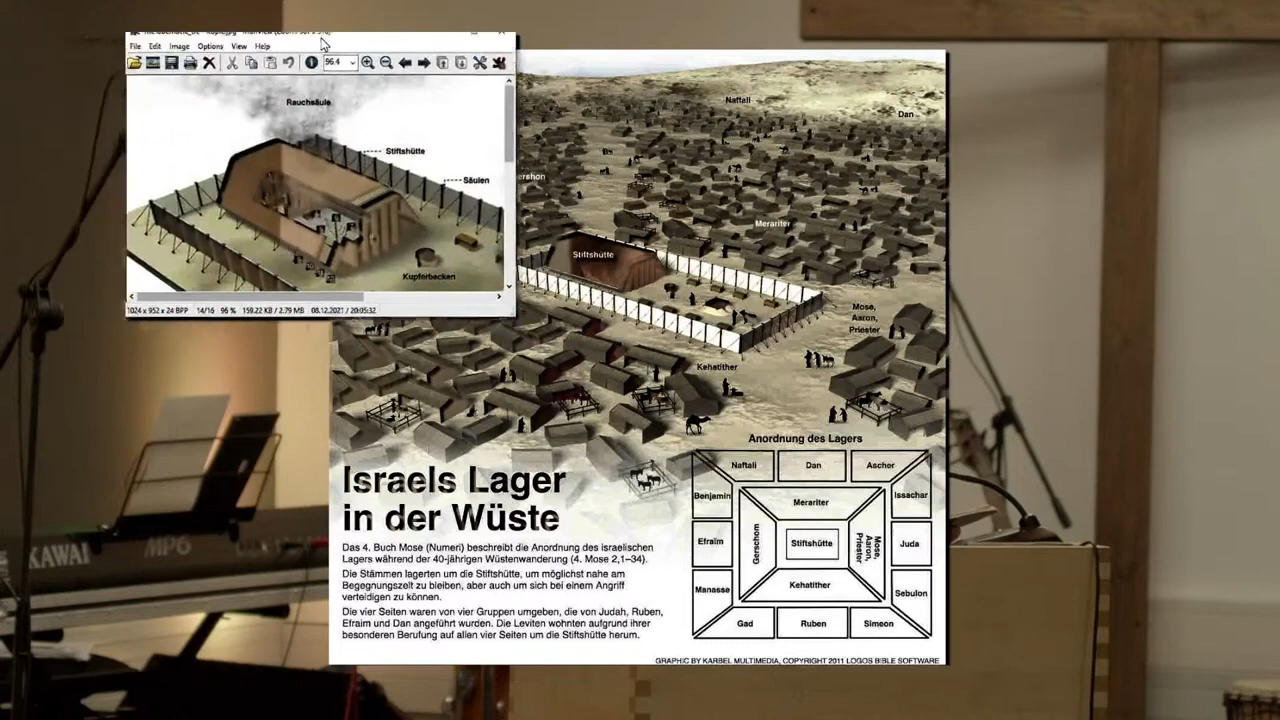 File Edit Image Options View Help
96.4
Rauchsäule
Stiftshütte
Säulen
Kupferbecken
1024 x 952 x 24 BPP 14/16 96 % 159.22 KB / 2.79 MB 08.12.2021 / 20:05:32
Naftali
Dan
ershon
Merariter
Stiftshütte
Mose,
Aaron,
Priester
Kehatither
Anordnung des Lagers
Naftali Dan Ascher
Benjamin Merariter Issachar
Efraim Gerschom Stiftshütte Mose, Aaron, Priester Juda
Manasse Kehatither Sebulon
Gad Ruben Simeon
Israels Lager
in der Wüste
Das 4. Buch Mose (Numeri) beschreibt die Anordnung des israelischen
Lagers während der 40-jährigen Wüstenwanderung (4. Mose 2,1–34).
Die Stämmen lagerten um die Stiftshütte, um möglichst nahe am
Begegnungszelt zu bleiben, aber auch um sich bei einem Angriff
verteidigen zu können.
Die vier Seiten waren von vier Gruppen umgeben, die von Judah, Ruben,
Efraim und Dan angeführt wurden. Die Leviten wohnten aufgrund ihrer
besonderen Berufung auf allen vier Seiten um die Stiftshütte herum.
GRAPHIC BY KARBEL MULTIMEDIA, COPYRIGHT 2011 LOGOS BIBLE SOFTWARE
KAWAI MP6